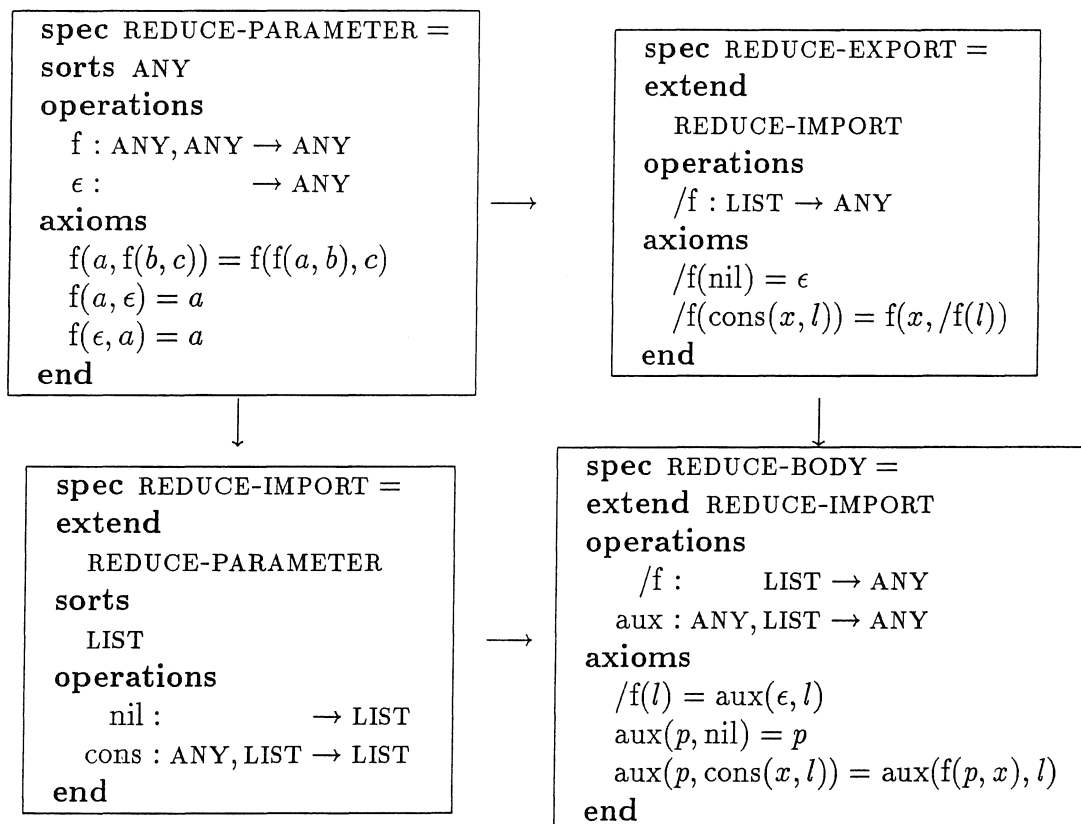 spec REDUCE-PARAMETER =
sorts ANY
operations
f : ANY, ANY → ANY
ϵ : → ANY
axioms
f(a, f(b, c)) = f(f(a, b), c)
f(a, ϵ) = a
f(ϵ, a) = a
end
spec REDUCE-EXPORT =
extend
REDUCE-IMPORT
operations
/f : LIST → ANY
axioms
/f(nil) = ϵ
/f(cons(x, l)) = f(x, /f(l))
end
spec REDUCE-IMPORT =
extend
REDUCE-PARAMETER
sorts
LIST
operations
nil : → LIST
cons : ANY, LIST → LIST
end
spec REDUCE-BODY =
extend REDUCE-IMPORT
operations
/f : LIST → ANY
aux : ANY, LIST → ANY
axioms
/f(l) = aux(ϵ, l)
aux(p, nil) = p
aux(p, cons(x, l)) = aux(f(p, x), l)
end